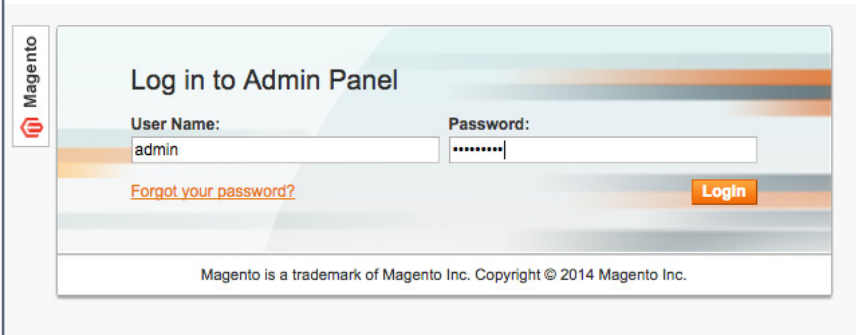 Magento
Log in to Admin Panel
User Name:
Password:
admin
•••••••••
Forgot your password?
Login
Magento is a trademark of Magento Inc. Copyright © 2014 Magento Inc.